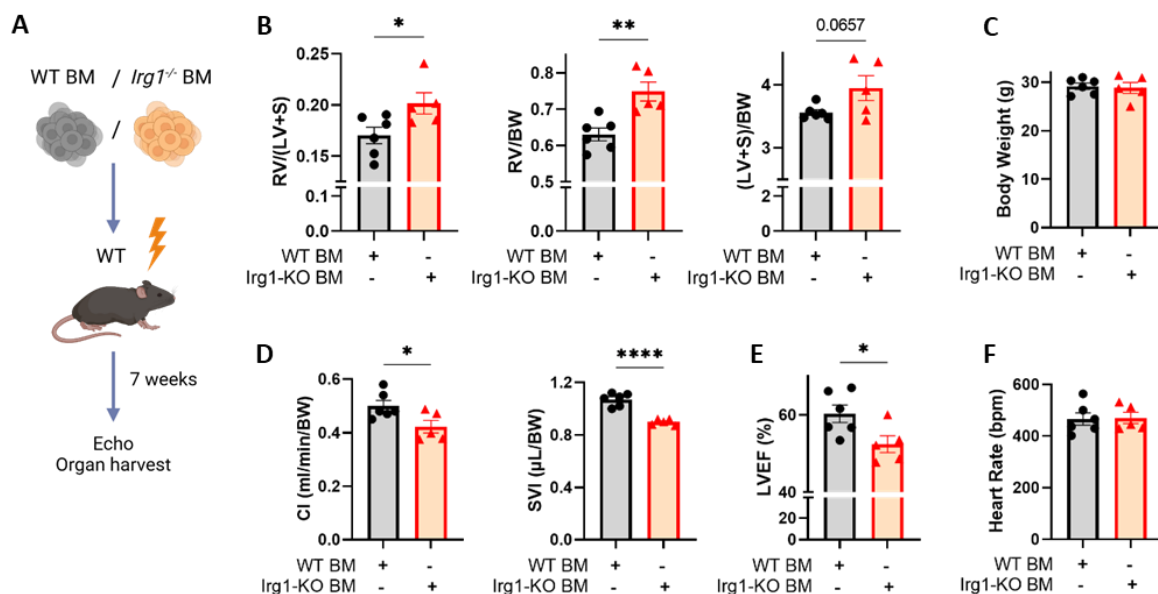 A
WT BM / Irg1-/- BM
/
WT
7 weeks
Echo
Organ harvest
B
*
RV/(LV+S)
0.25
0.20
0.15
0.1
0.0
WT BM + -
Irg1-KO BM - +
**
RV/BW
0.8
0.7
0.6
0.5
0.0
WT BM + -
Irg1-KO BM - +
0.0657
(LV+S)/BW
4
3
2
0
WT BM + -
Irg1-KO BM - +
C
Body Weight (g)
30
20
10
0
WT BM + -
Irg1-KO BM - +
D
*
CI (ml/min/BW)
0.6
0.4
0.2
0.0
WT BM + -
Irg1-KO BM - +
****
SVI (µL/BW)
1.2
0.8
0.4
0.0
WT BM + -
Irg1-KO BM - +
E
*
LVEF (%)
60
40
20
0
WT BM + -
Irg1-KO BM - +
F
Heart Rate (bpm)
600
400
200
0
WT BM + -
Irg1-KO BM - +